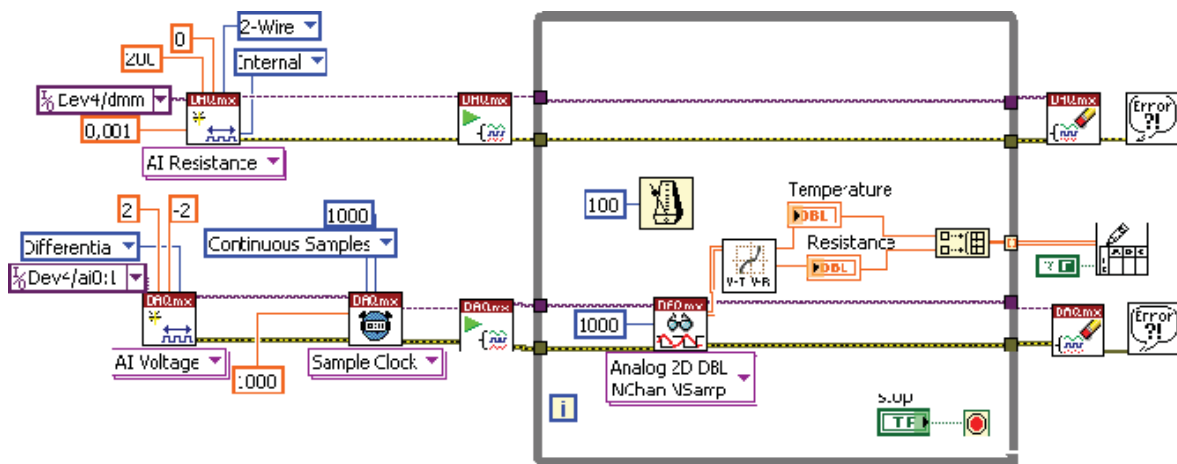 0
2-Wire
200
Internal
Dev4/dmm
DAQmx
DAQmx
DAQmx
Error
?!
0,001
AI Resistance
100
Temperature
DBL
Resistance
DBL
2
-2
1000
Differential
Continuous Samples
V-T V-R
Dev4/ai0:1
DAQmx
DAQmx
DAQmx
DAQmx
DAQmx
Error
?!
1000
AI Voltage
Sample Clock
1000
Analog 2D DBL
NChan NSamp
i
stop
TF